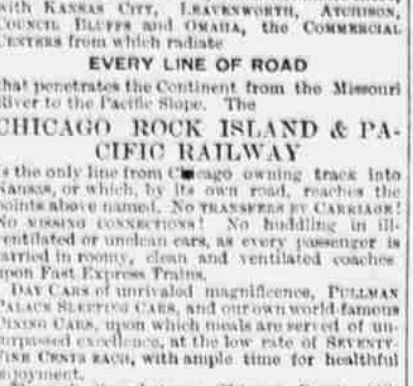 with KANSAS CITY, LEAVENWORTH, ATCHISON,
COUNCIL BLUFFS and OMAHA, the COMMERCIAL
CENTERS from which radiate
EVERY LINE OF ROAD
that penetrates the Continent from the Missouri
River to the Pacific Slope. The
CHICAGO ROCK ISLAND & PA-
CIFIC RAILWAY
is the only line from Chicago owning track into
Kansas, or which, by its own road, reaches the
points above named. NO TRANSFERS BY CARRIAGE!
NO MISSING CONNECTIONS! No huddling in ill-
ventilated or unclean cars, as every passenger is
carried in roomy, clean and ventilated coaches
upon Fast Express Trains.
DAY CARS of unrivaled magnificence, PULLMAN
PALACE SLEEPING CARS, and our own world-famous
DINING CARS, upon which meals are served of un-
surpassed excellence, at the low rate of SEVENTY-
FIVE CENTS EACH, with ample time for healthful
enjoyment.